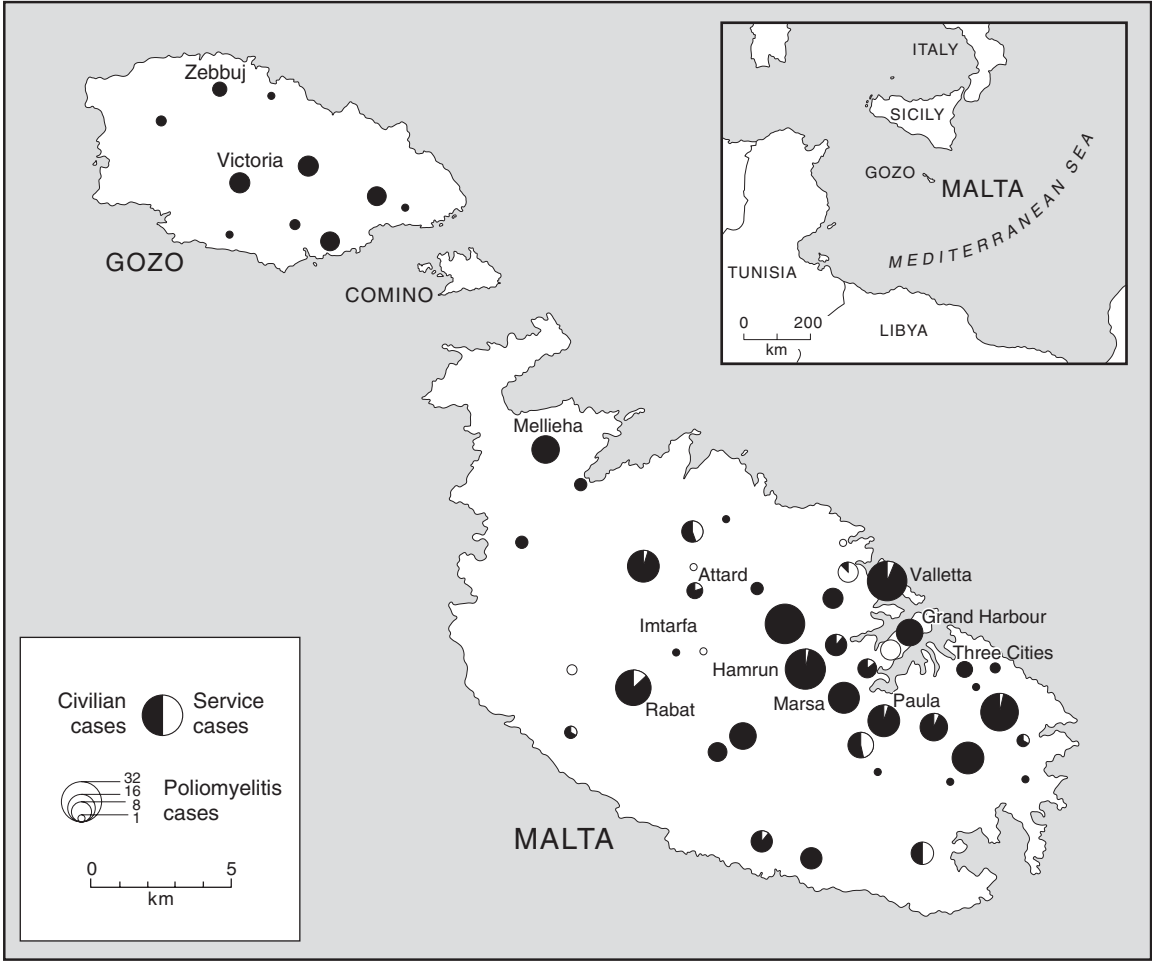 Zebbuj
Victoria
GOZO
COMINO
ITALY
SICILY
GOZO
MALTA
MEDITERRANEAN SEA
TUNISIA
LIBYA
0 200
km
Mellieha
Attard
Valletta
Grand Harbour
Imtarfa
Three Cities
Hamrun
Rabat
Marsa
Paula
MALTA
Civilian
cases
Service
cases
32
16
8
1
Poliomyelitis
cases
0 5
km